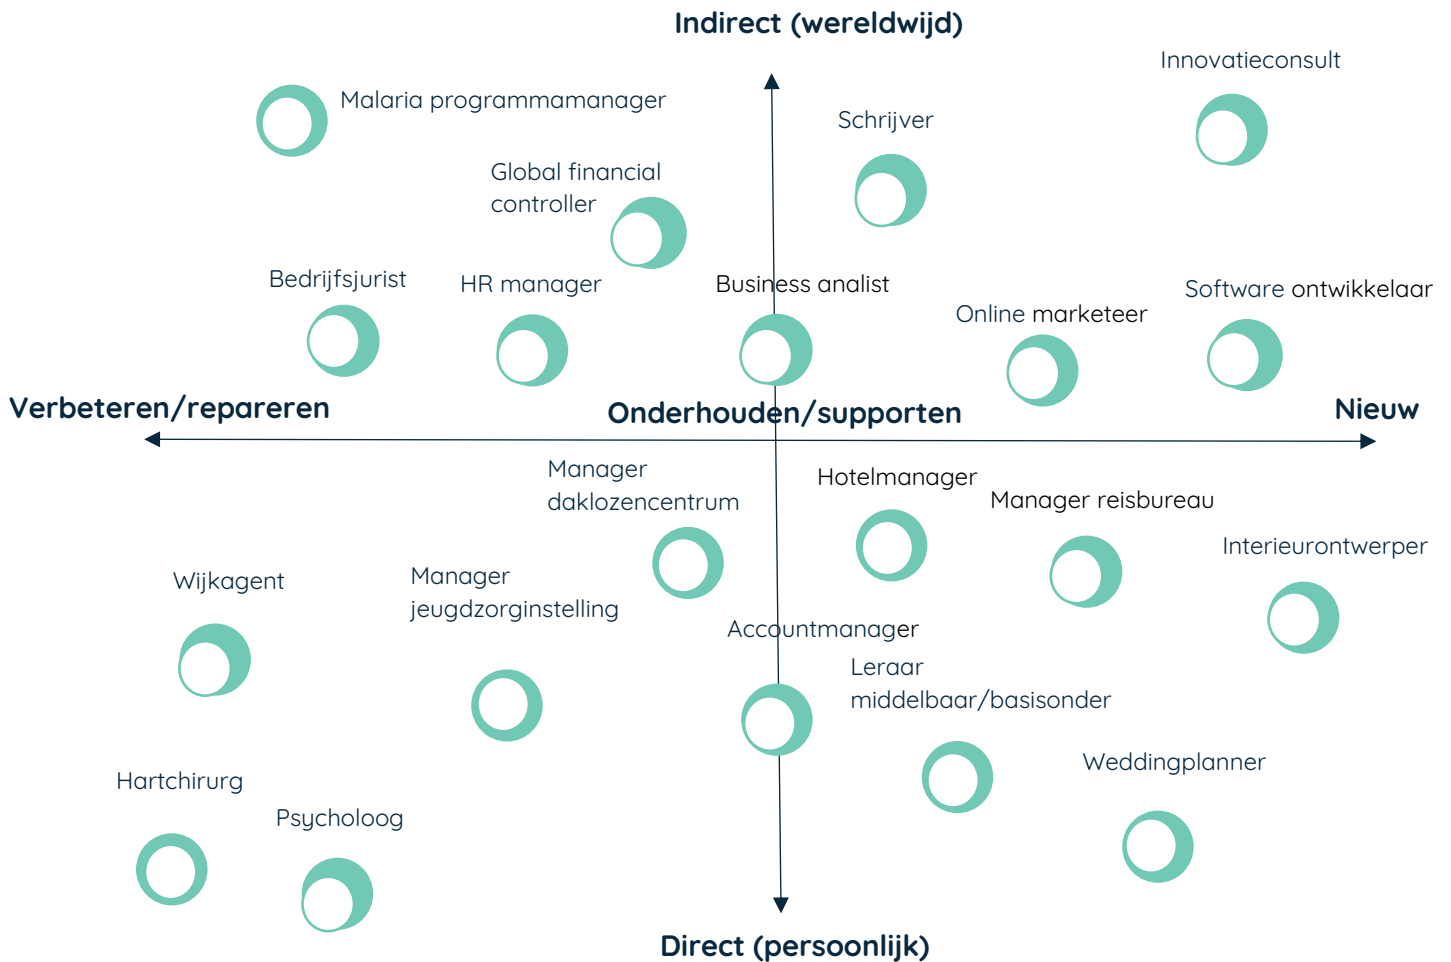 Indirect (wereldwijd)
Innovatieconsult
Malaria programmamanager
Schrijver
Global financial
controller
Bedrijfsjurist
HR manager
Business analist
Software ontwikkelaar
Online marketeer
Verbeteren/repareren
Onderhouden/supporten
Nieuw
Manager
daklozencentrum
Hotelmanager
Manager reisbureau
Interieurontwerper
Wijkagent
Manager
jeugdzorginstelling
Accountmanager
Leraar
middelbaar/basisonder
Weddingplanner
Hartchirurg
Psycholoog
Direct (persoonlijk)